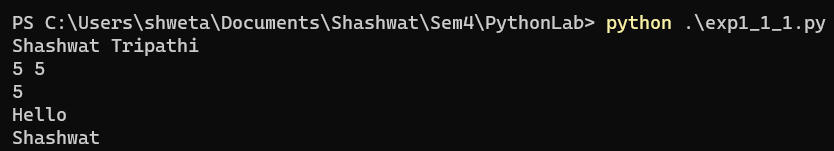 PS C:\Users\shweta\Documents\Shashwat\Sem4\PythonLab> python .\exp1_1_1.py
Shashwat Tripathi
5 5
5
Hello
Shashwat